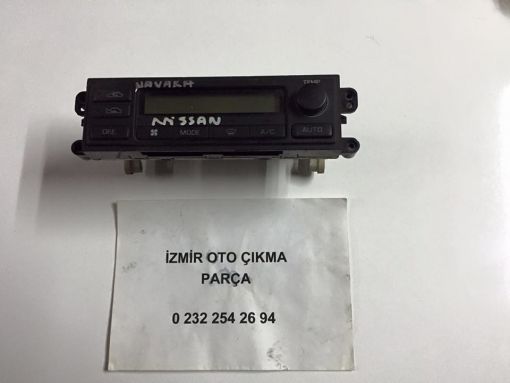 NAVARA
TEMP
NISSAN
OFF
MODE
A/C
AUTO
İZMİR OTO ÇIKMA
PARÇA
0 232 254 26 94